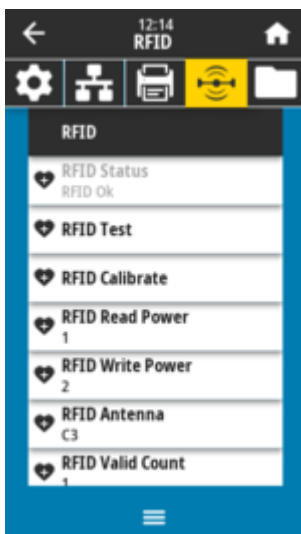 12:14
RFID
RFID
RFID Status
RFID Ok
RFID Test
RFID Calibrate
RFID Read Power
1
RFID Write Power
2
RFID Antenna
C3
RFID Valid Count
1